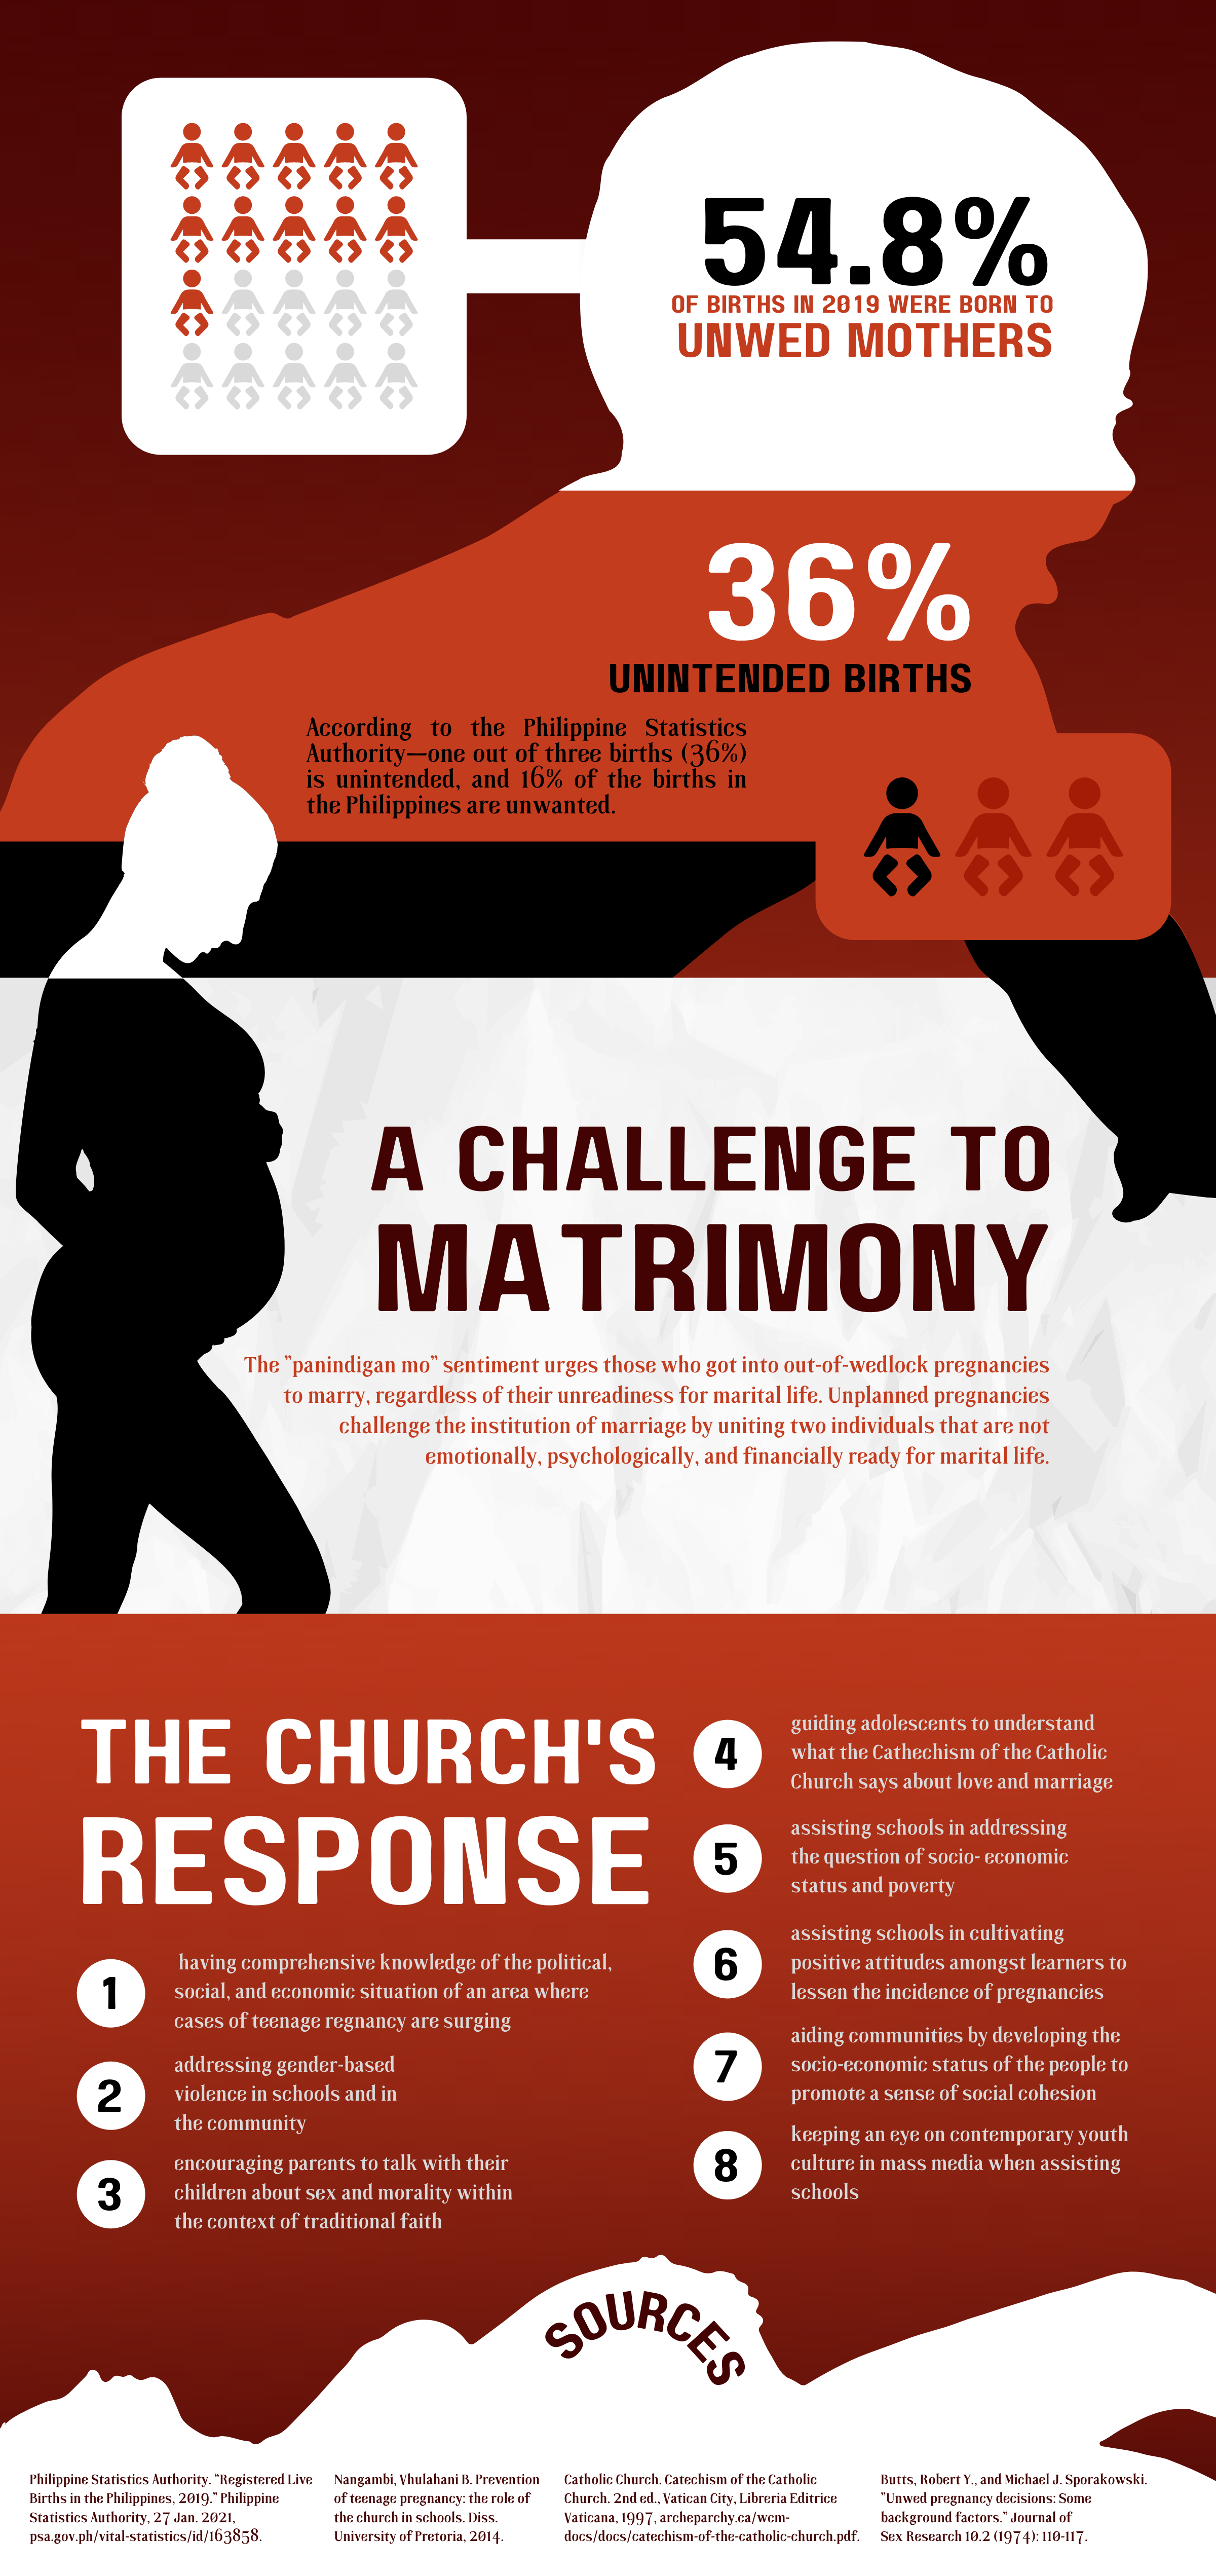 54.8%
OF BIRTHS IN 2019 WERE BORN TO
UNWED MOTHERS
36%
UNINTENDED BIRTHS
According to the Philippine Statistics
Authority—one out of three births (36%)
is unintended, and 16% of the births in
the Philippines are unwanted.
A CHALLENGE TO
MATRIMONY
The "panindigan mo" sentiment urges those who got into out-of-wedlock pregnancies
to marry, regardless of their unreadiness for marital life. Unplanned pregnancies
challenge the institution of marriage by uniting two individuals that are not
emotionally, psychologically, and financially ready for marital life.
THE CHURCH'S
RESPONSE
1
having comprehensive knowledge of the political,
social, and economic situation of an area where
cases of teenage regnancy are surging
2
addressing gender-based
violence in schools and in
the community
3
encouraging parents to talk with their
children about sex and morality within
the context of traditional faith
4
guiding adolescents to understand
what the Cathechism of the Catholic
Church says about love and marriage
5
assisting schools in addressing
the question of socio- economic
status and poverty
6
assisting schools in cultivating
positive attitudes amongst learners to
lessen the incidence of pregnancies
7
aiding communities by developing the
socio-economic status of the people to
promote a sense of social cohesion
8
keeping an eye on contemporary youth
culture in mass media when assisting
schools
SOURCES
Philippine Statistics Authority. "Registered Live
Births in the Philippines, 2019." Philippine
Statistics Authority, 27 Jan. 2021,
psa.gov.ph/vital-statistics/id/163858.
Nangambi, Vhulahani B. Prevention
of teenage pregnancy: the role of
the church in schools. Diss.
University of Pretoria, 2014.
Catholic Church. Catechism of the Catholic
Church. 2nd ed., Vatican City, Libreria Editrice
Vaticana, 1997, archeparchy.ca/wcm-
docs/docs/catechism-of-the-catholic-church.pdf.
Butts, Robert Y., and Michael J. Sporakowski.
"Unwed pregnancy decisions: Some
background factors." Journal of
Sex Research 10.2 (1974): 110-117.